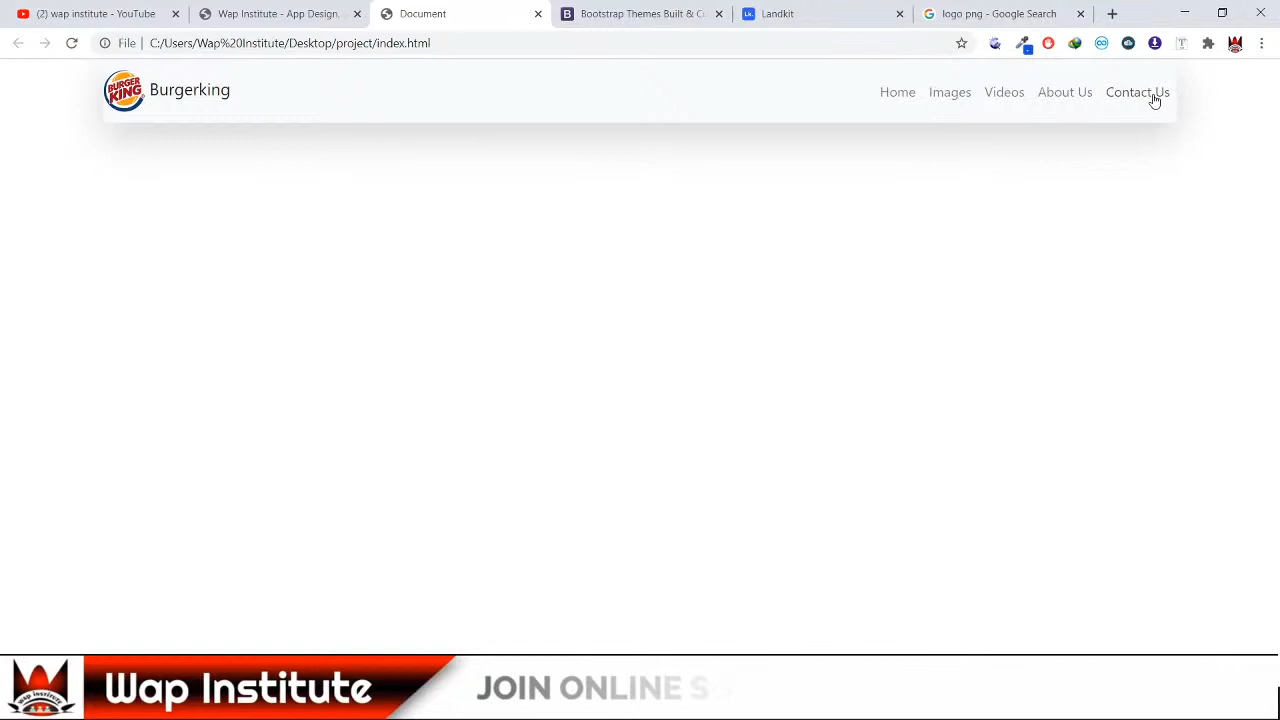 (2) wap institute - YouTube
Wap Institute - App Design,
Document
Bootstrap Themes Built & Cu
Landkit
logo png - Google Search
File
C:/Users/Wap%20Institute/Desktop/project/index.html
BURGER
KING
Burgerking
Home
Images
Videos
About Us
Contact Us
Wap Institute
JOIN ONLINE S